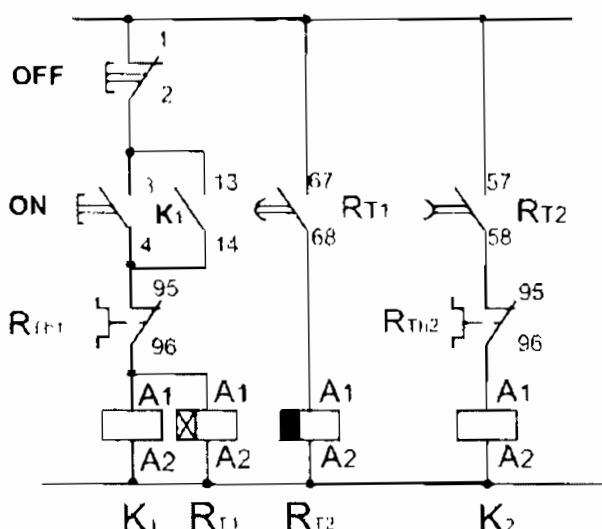 1
OFF
2
3 13 67 57
ON K1 RT1 RT2
4 14 68 58
95 95
RTh1 RTh2
96 96
A1 A1 A1 A1
A2 A2 A2 A2
K1 RT1 RT2 K2